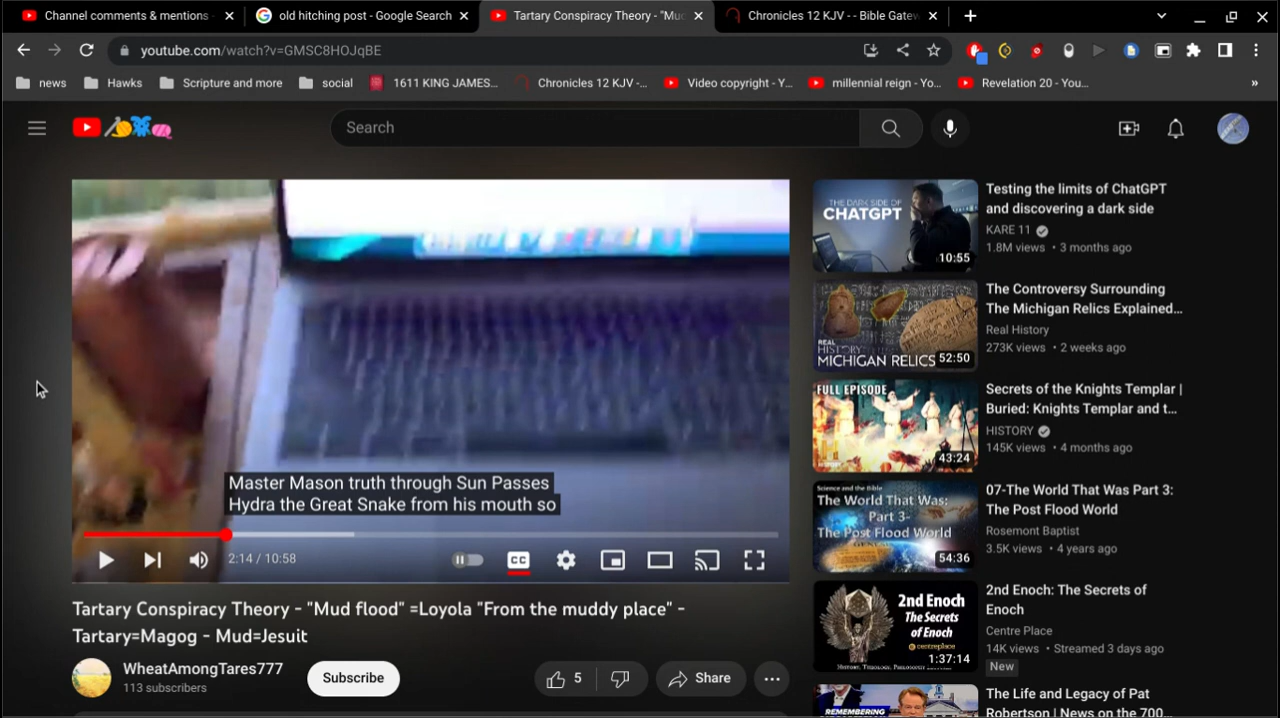 Channel comments & mentions -
old hitching post - Google Search
Tartary Conspiracy Theory - "Mud
Chronicles 12 KJV - - Bible Gatew
youtube.com/watch?v=GMSC8HOJqBE
news
Hawks
Scripture and more
social
1611 KING JAMES...
Chronicles 12 KJV -...
Video copyright - Y...
millennial reign - Yo...
Revelation 20 - You...
Search
Master Mason truth through Sun Passes
Hydra the Great Snake from his mouth so
2:14 / 10:58
CC
Tartary Conspiracy Theory - "Mud flood" =Loyola "From the muddy place" -
Tartary=Magog - Mud=Jesuit
WheatAmongTares777
113 subscribers
Subscribe
5
Share
THE DARK SIDE OF
CHATGPT
10:55
Testing the limits of ChatGPT
and discovering a dark side
KARE 11
1.8M views • 3 months ago
REAL
HISTORY
MICHIGAN RELICS
52:50
The Controversy Surrounding
The Michigan Relics Explained...
Real History
273K views • 2 weeks ago
FULL EPISODE
43:24
Secrets of the Knights Templar |
Buried: Knights Templar and t...
HISTORY
145K views • 4 months ago
Science and the Bible
The World That Was:
Part 3-
The Post Flood World
54:36
07-The World That Was Part 3:
The Post Flood World
Rosemont Baptist
3.5K views • 4 years ago
2nd Enoch
The Secrets
of Enoch
centreplace
1:37:14
2nd Enoch: The Secrets of
Enoch
Centre Place
14K views • Streamed 3 days ago
New
REMEMBERING
The Life and Legacy of Pat
Robertson | News on the 700...